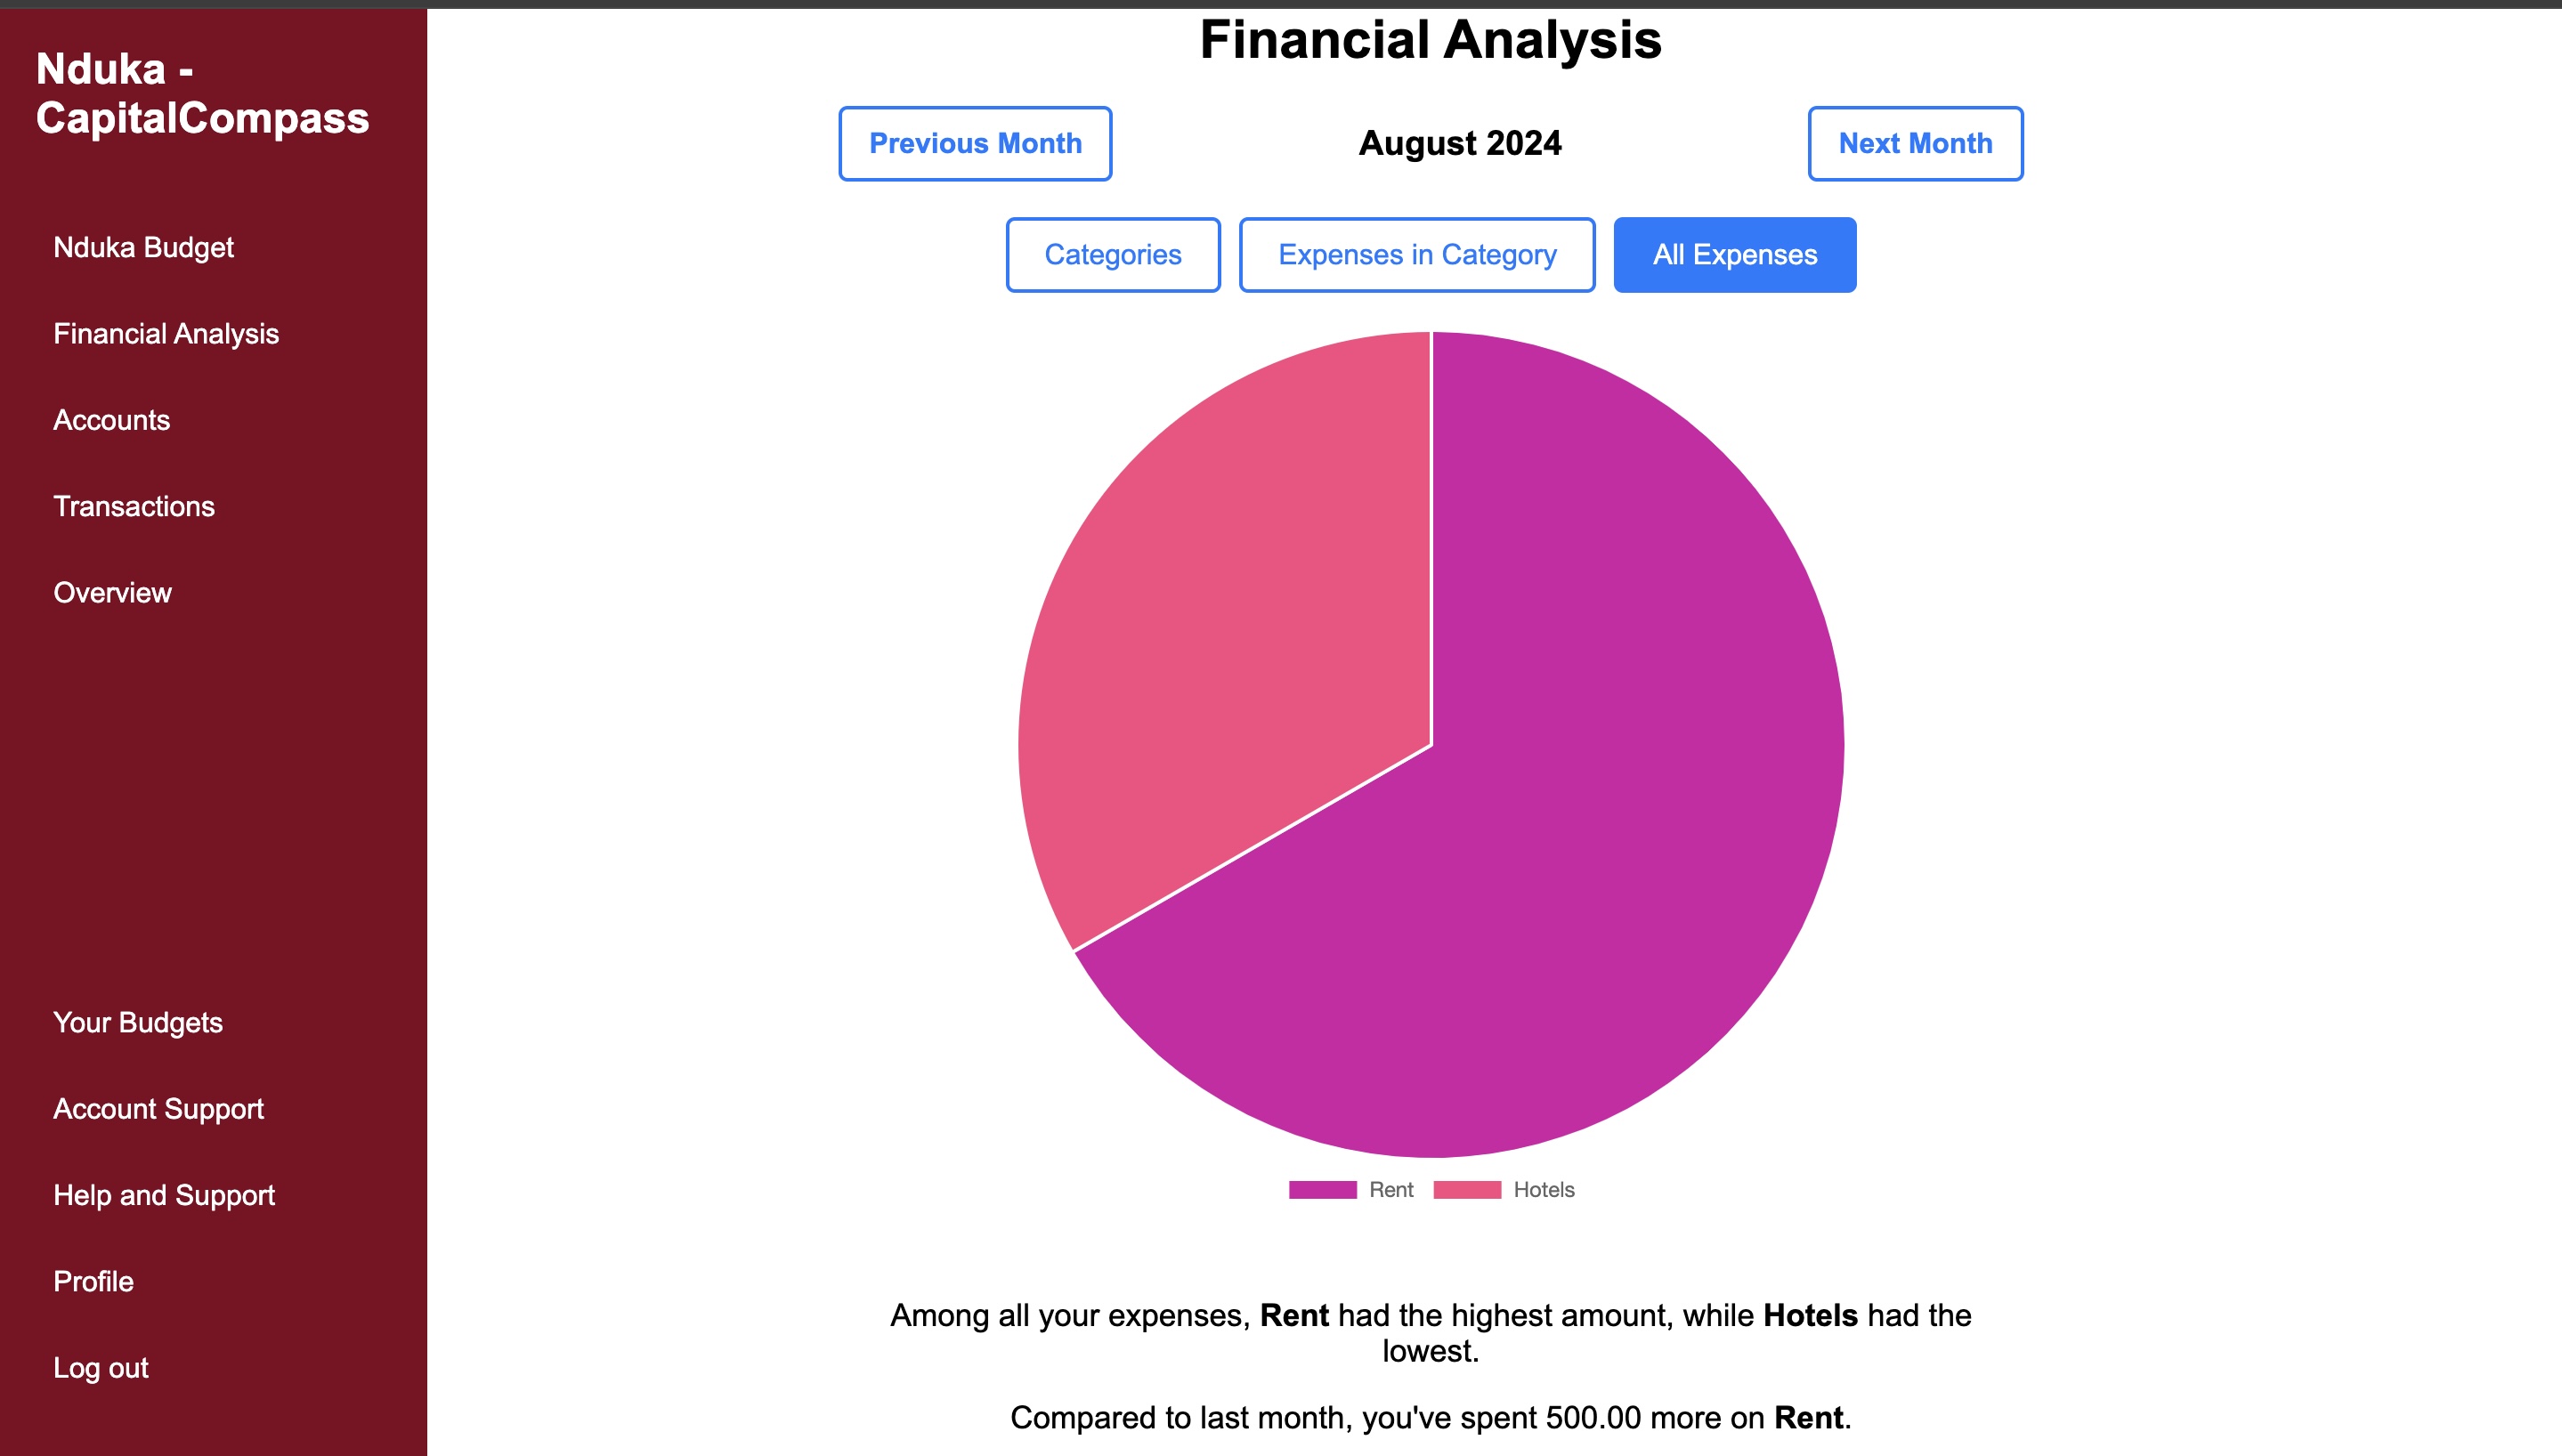 Nduka -
CapitalCompass
Nduka Budget
Financial Analysis
Accounts
Transactions
Overview
Your Budgets
Account Support
Help and Support
Profile
Log out
Financial Analysis
Previous Month
August 2024
Next Month
Categories
Expenses in Category
All Expenses
Rent
Hotels
Among all your expenses, Rent had the highest amount, while Hotels had the
lowest.
Compared to last month, you've spent 500.00 more on Rent.